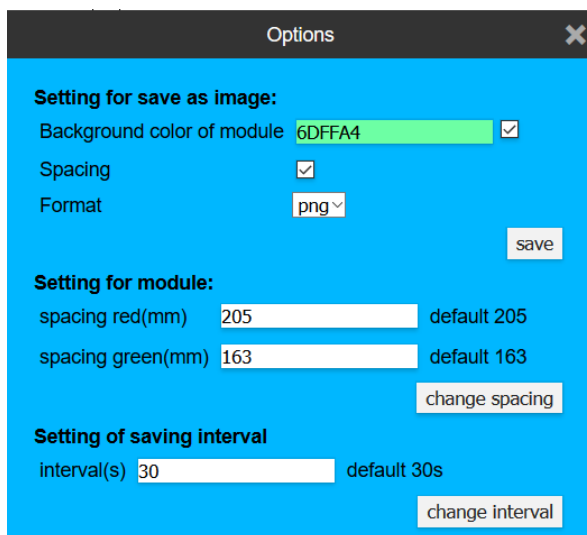 Options
Setting for save as image:
Background color of module 6DFFA4
Spacing
Format png
save
Setting for module:
spacing red(mm) 205 default 205
spacing green(mm) 163 default 163
change spacing
Setting of saving interval
interval(s) 30 default 30s
change interval